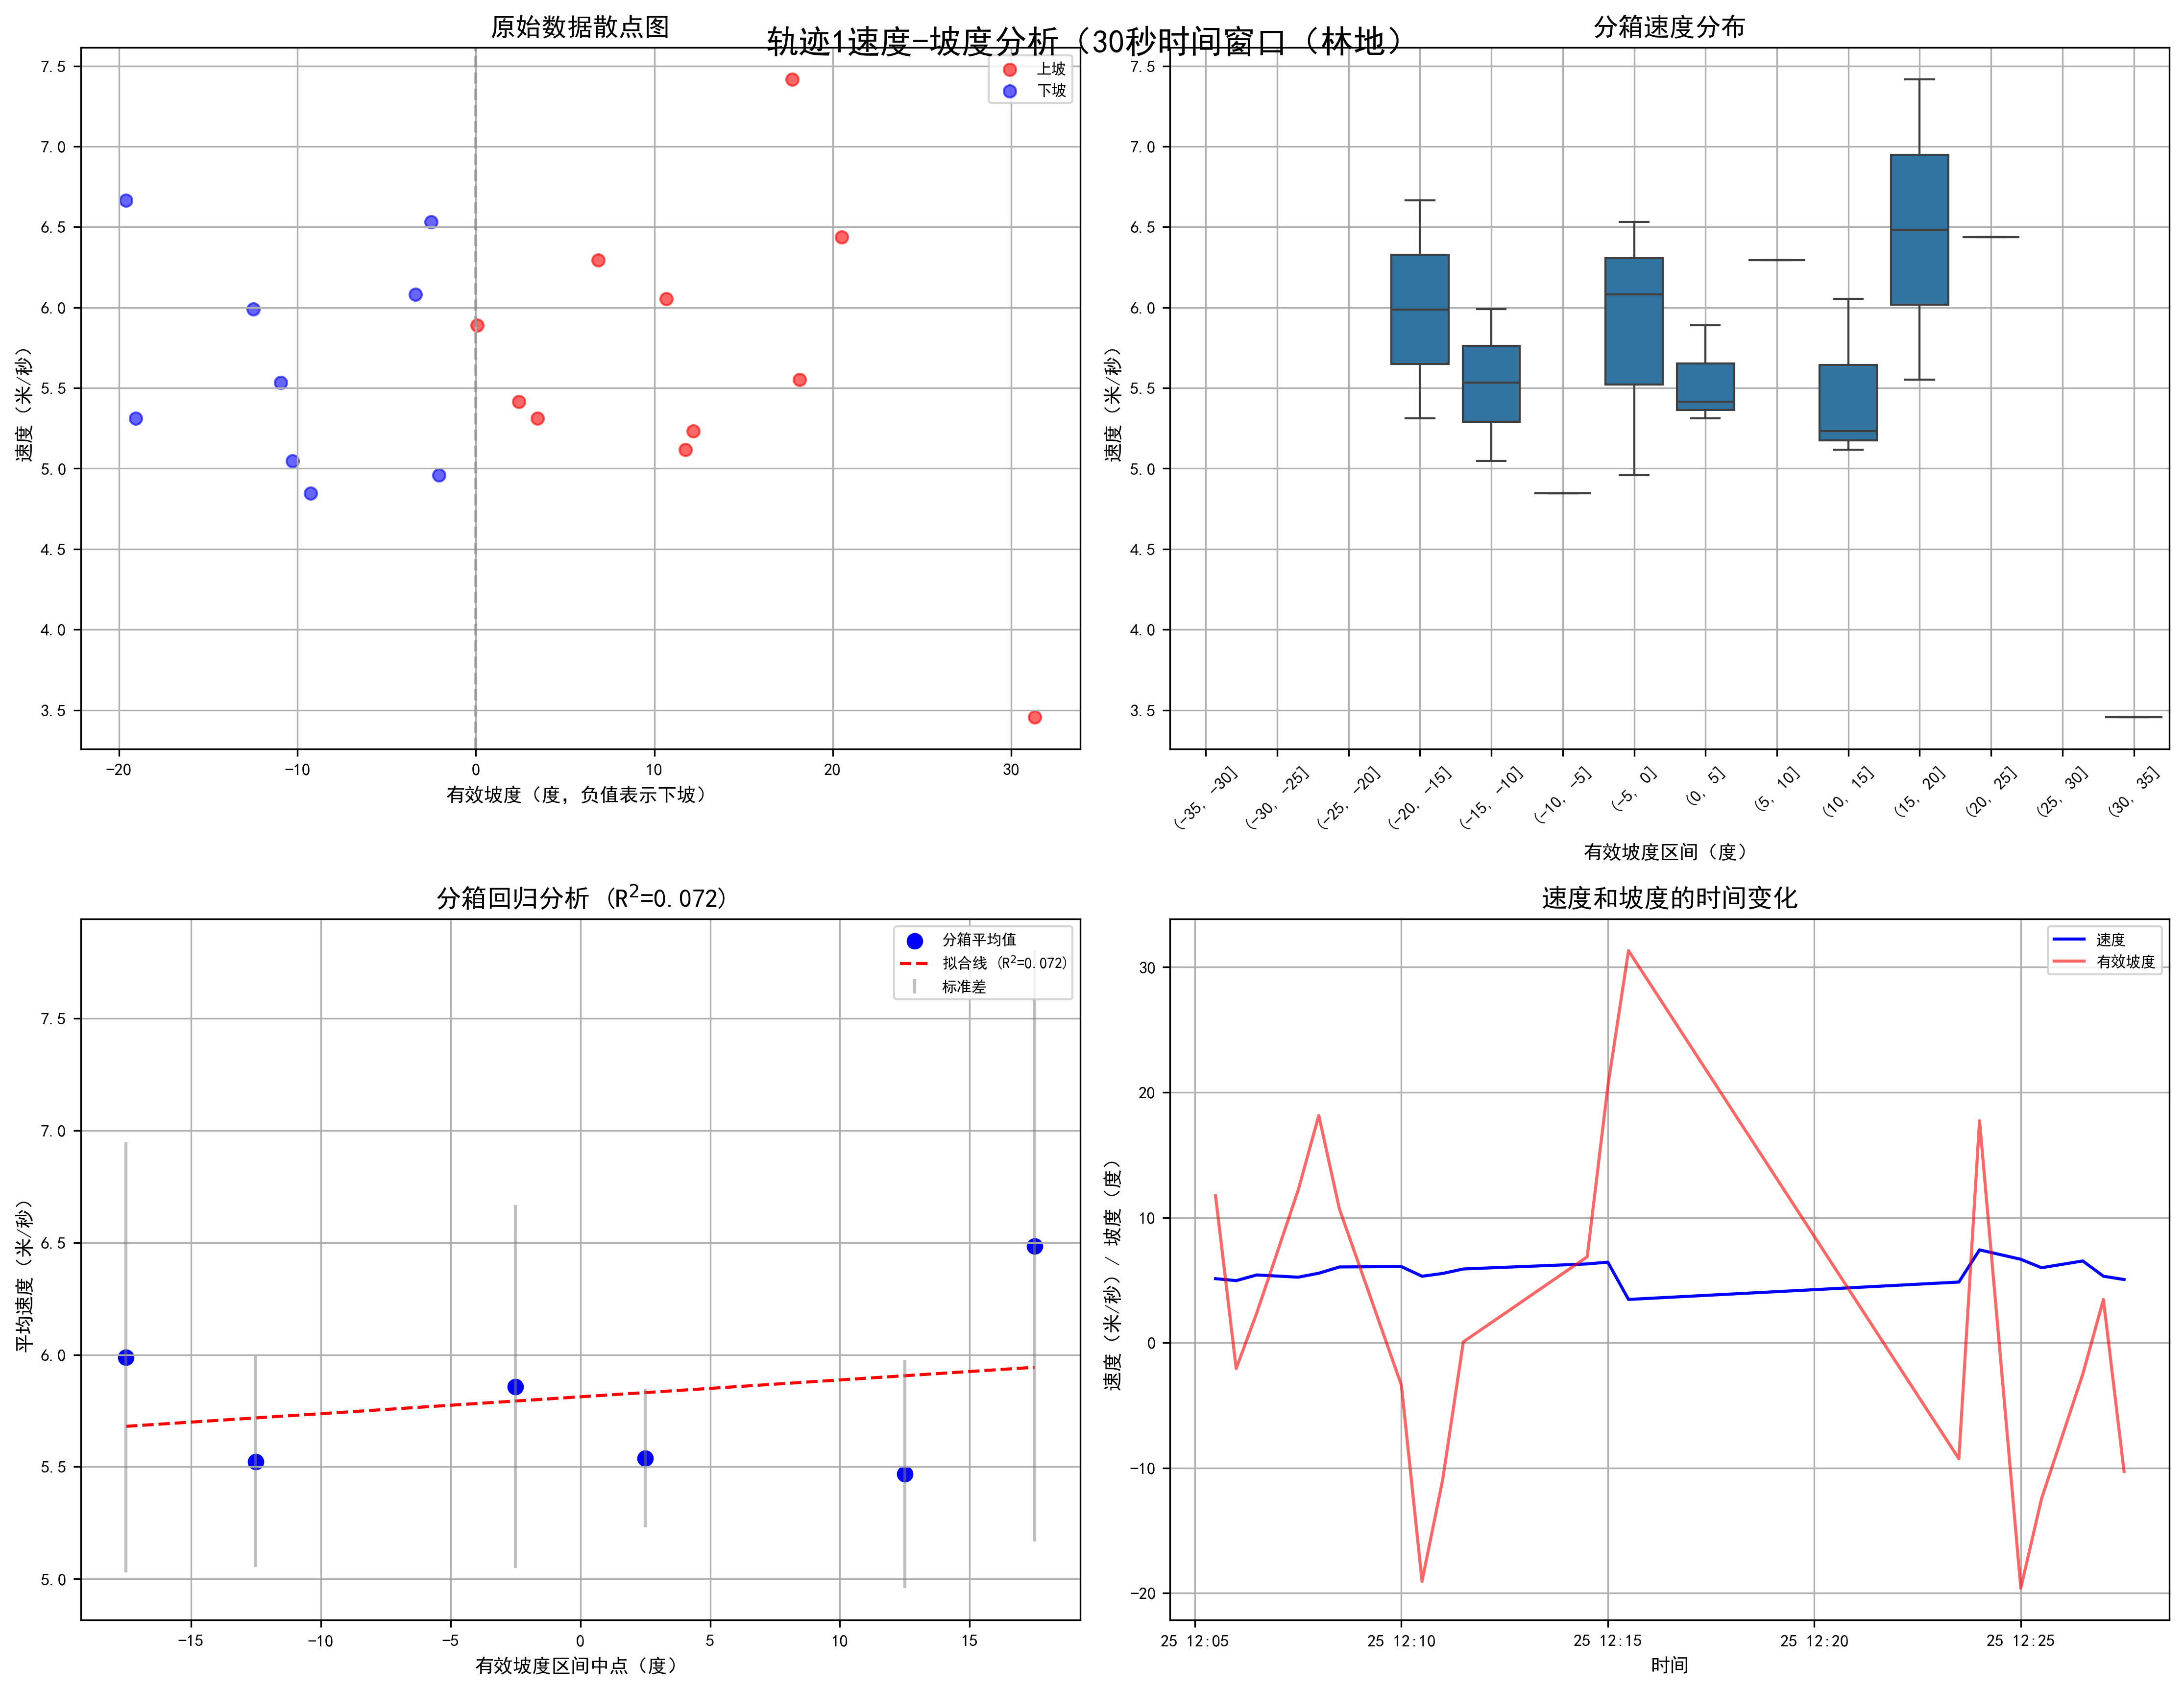 轨迹1速度-坡度分析（30秒时间窗口（林地）
原始数据散点图
7.5
7.0
6.5
6.0
5.5
5.0
4.5
4.0
3.5
速度（米/秒）
上坡
下坡
-20 -10 0 10 20 30
有效坡度（度，负值表示下坡）
分箱速度分布
7.5
7.0
6.5
6.0
5.5
5.0
4.5
4.0
3.5
速度（米/秒）
(-35, -30] (-30, -25] (-25, -20] (-20, -15] (-15, -10] (-10, -5] (-5, 0] (0, 5] (5, 10] (10, 15] (15, 20] (20, 25] (25, 30] (30, 35]
有效坡度区间（度）
分箱回归分析 (R²=0.072)
7.5
7.0
6.5
6.0
5.5
5.0
平均速度（米/秒）
分箱平均值
拟合线 (R²=0.072)
标准差
-15 -10 -5 0 5 10 15
有效坡度区间中点（度）
速度和坡度的时间变化
30
20
10
0
-10
-20
速度（米/秒）/ 坡度（度）
速度
有效坡度
25 12:05 25 12:10 25 12:15 25 12:20 25 12:25
时间